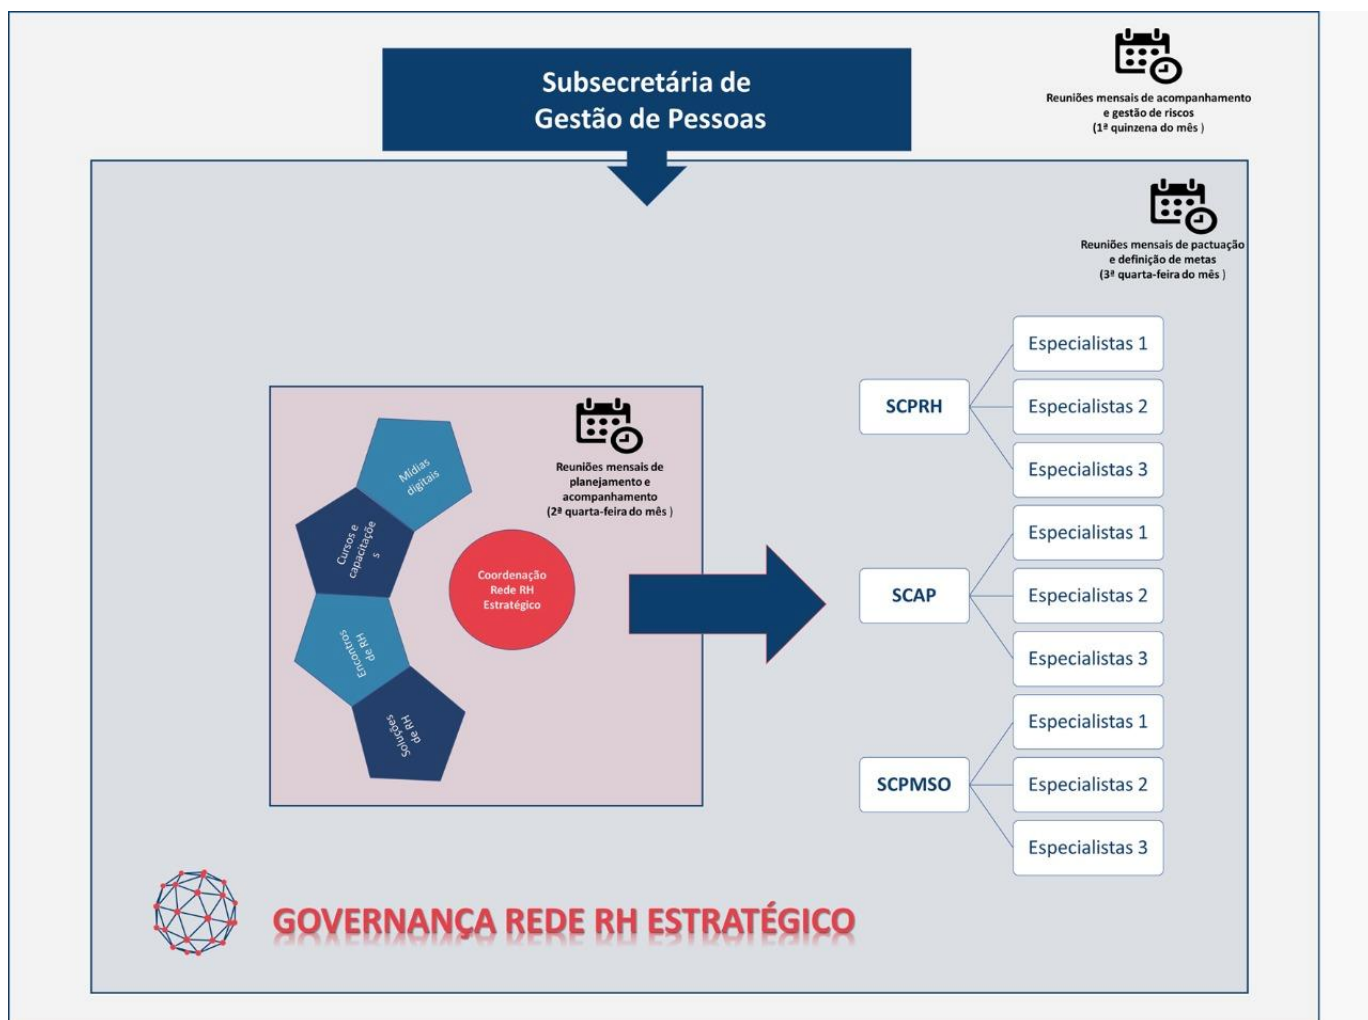 Subsecretária de
Gestão de Pessoas
Reuniões mensais de acompanhamento
e gestão de riscos
(1ª quinzena do mês )
Reuniões mensais de pactuação
e definição de metas
(3ª quarta-feira do mês )
Reuniões mensais de
planejamento e
acompanhamento
(2ª quarta-feira do mês )
Mídias
digitais
Cursos e
capacitaçõe
s
Encontros
de RH
Soluções
de RH
Coordenação
Rede RH
Estratégico
SCPRH
Especialistas 1
Especialistas 2
Especialistas 3
SCAP
Especialistas 1
Especialistas 2
Especialistas 3
SCPMSO
Especialistas 1
Especialistas 2
Especialistas 3
GOVERNANÇA REDE RH ESTRATÉGICO